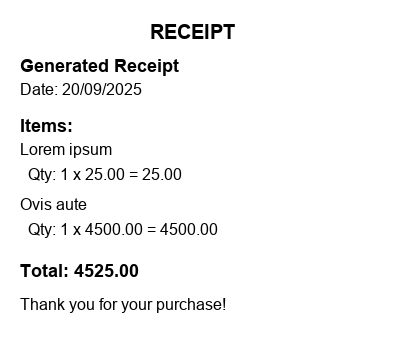 RECEIPT
Generated Receipt
Date: 20/09/2025
Items:
Lorem ipsum
Qty: 1 x 25.00 = 25.00
Ovis aute
Qty: 1 x 4500.00 = 4500.00
Total: 4525.00
Thank you for your purchase!